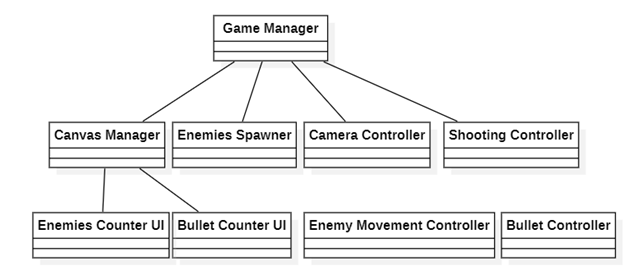 Game Manager
Canvas Manager
Enemies Spawner
Camera Controller
Shooting Controller
Enemies Counter UI
Bullet Counter UI
Enemy Movement Controller
Bullet Controller